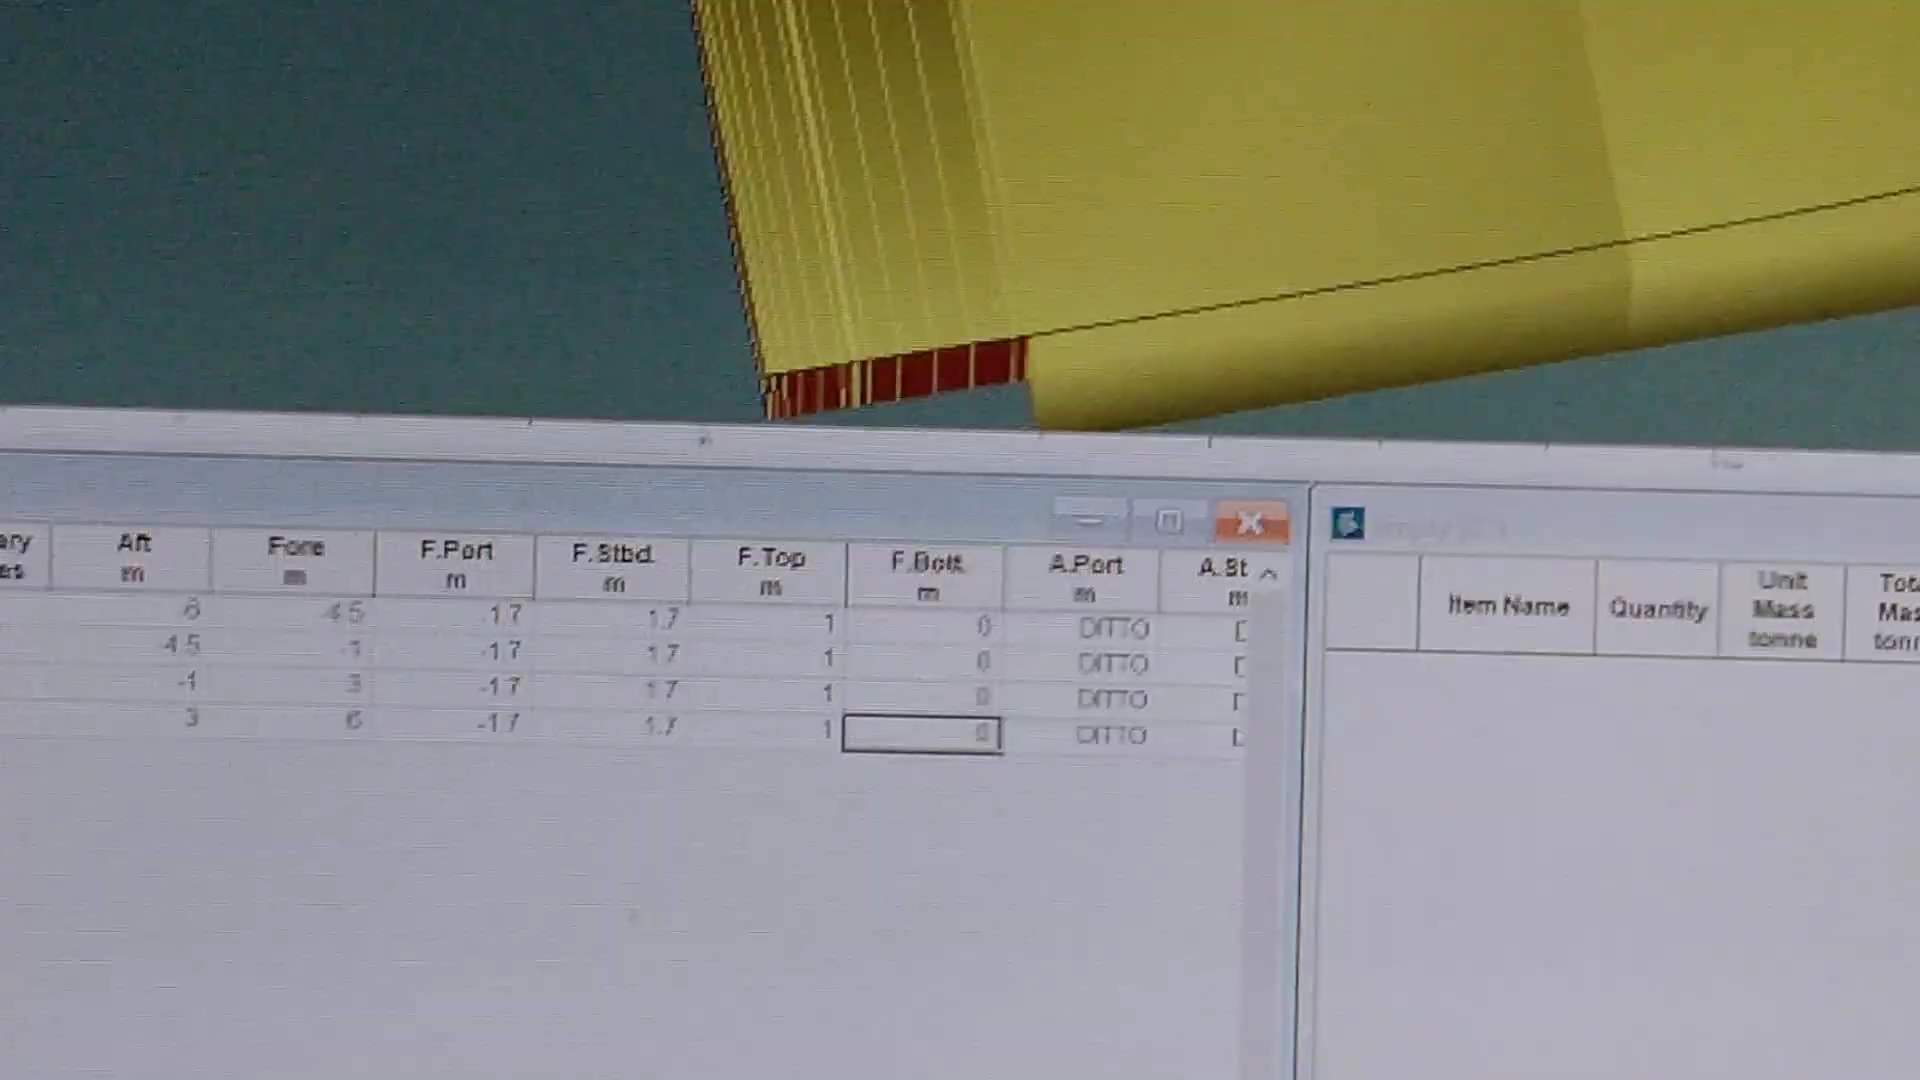 ary Aft Fore F.Port F.Stbd. F.Top F.Bott. A.Port A.St
m m m m m m m m
-4.5 -1.7 1.7 1 0 DITTO
-4.5 -1.7 1.7 1 0 DITTO
-1 3 -1.7 1.7 1 0 DITTO
3 6 -1.7 1.7 1 0 DITTO
Item Name Quantity Unit Mass tonne